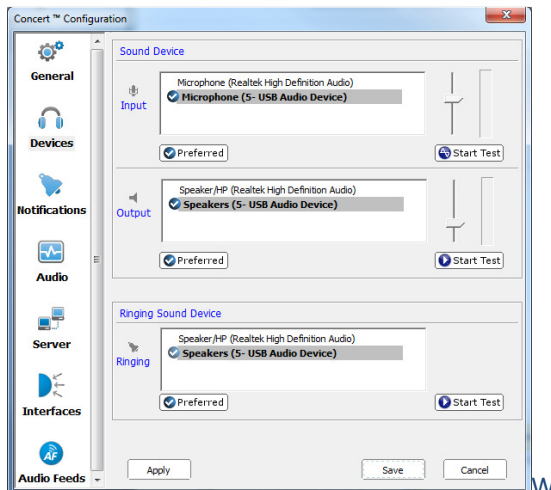 Concert ™ Configuration
General
Devices
Notifications
Audio
Server
Interfaces
AF
Audio Feeds
Sound Device
Input
Microphone (Realtek High Definition Audio)
Microphone (5- USB Audio Device)
Preferred
Start Test
Output
Speaker/HP (Realtek High Definition Audio)
Speakers (5- USB Audio Device)
Preferred
Start Test
Ringing Sound Device
Ringing
Speaker/HP (Realtek High Definition Audio)
Speakers (5- USB Audio Device)
Preferred
Start Test
Apply
Save
Cancel